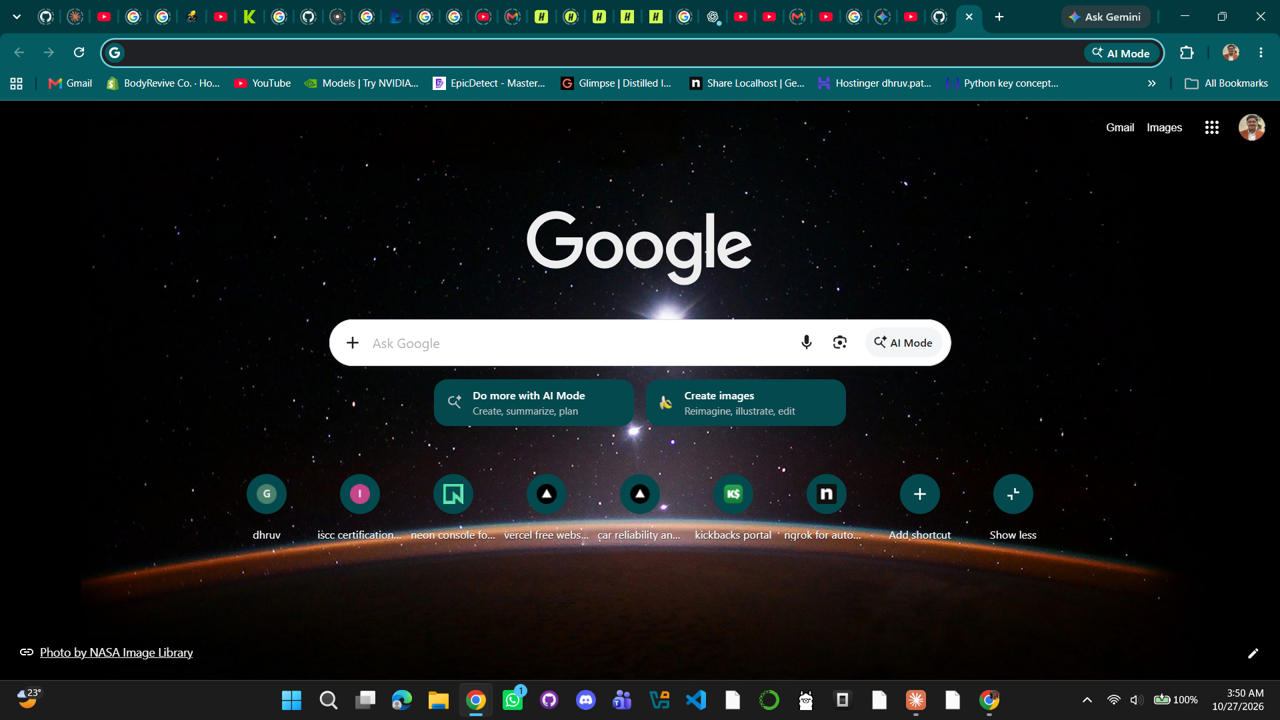 Ask Gemini
AI Mode
Gmail
BodyRevive Co. · Ho...
YouTube
Models | Try NVIDIA...
EpicDetect - Master...
Glimpse | Distilled I...
Share Localhost | Ge...
Hostinger dhruv.pat...
Python key concept...
All Bookmarks
Gmail
Images
Google
Ask Google
AI Mode
Do more with AI Mode
Create, summarize, plan
Create images
Reimagine, illustrate, edit
dhruv
iscc certification...
neon console fo...
vercel free webs...
car reliability an...
kickbacks portal
ngrok for auto...
Add shortcut
Show less
Photo by NASA Image Library
23°
1
100%
3:50 AM
10/27/2026